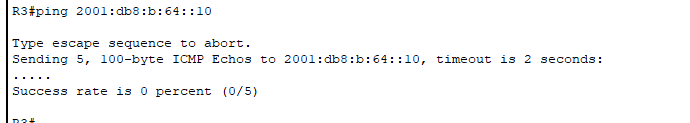 R3#ping 2001:db8:b:64::10
Type escape sequence to abort.
Sending 5, 100-byte ICMP Echos to 2001:db8:b:64::10, timeout is 2 seconds:
.....
Success rate is 0 percent (0/5)
R3#